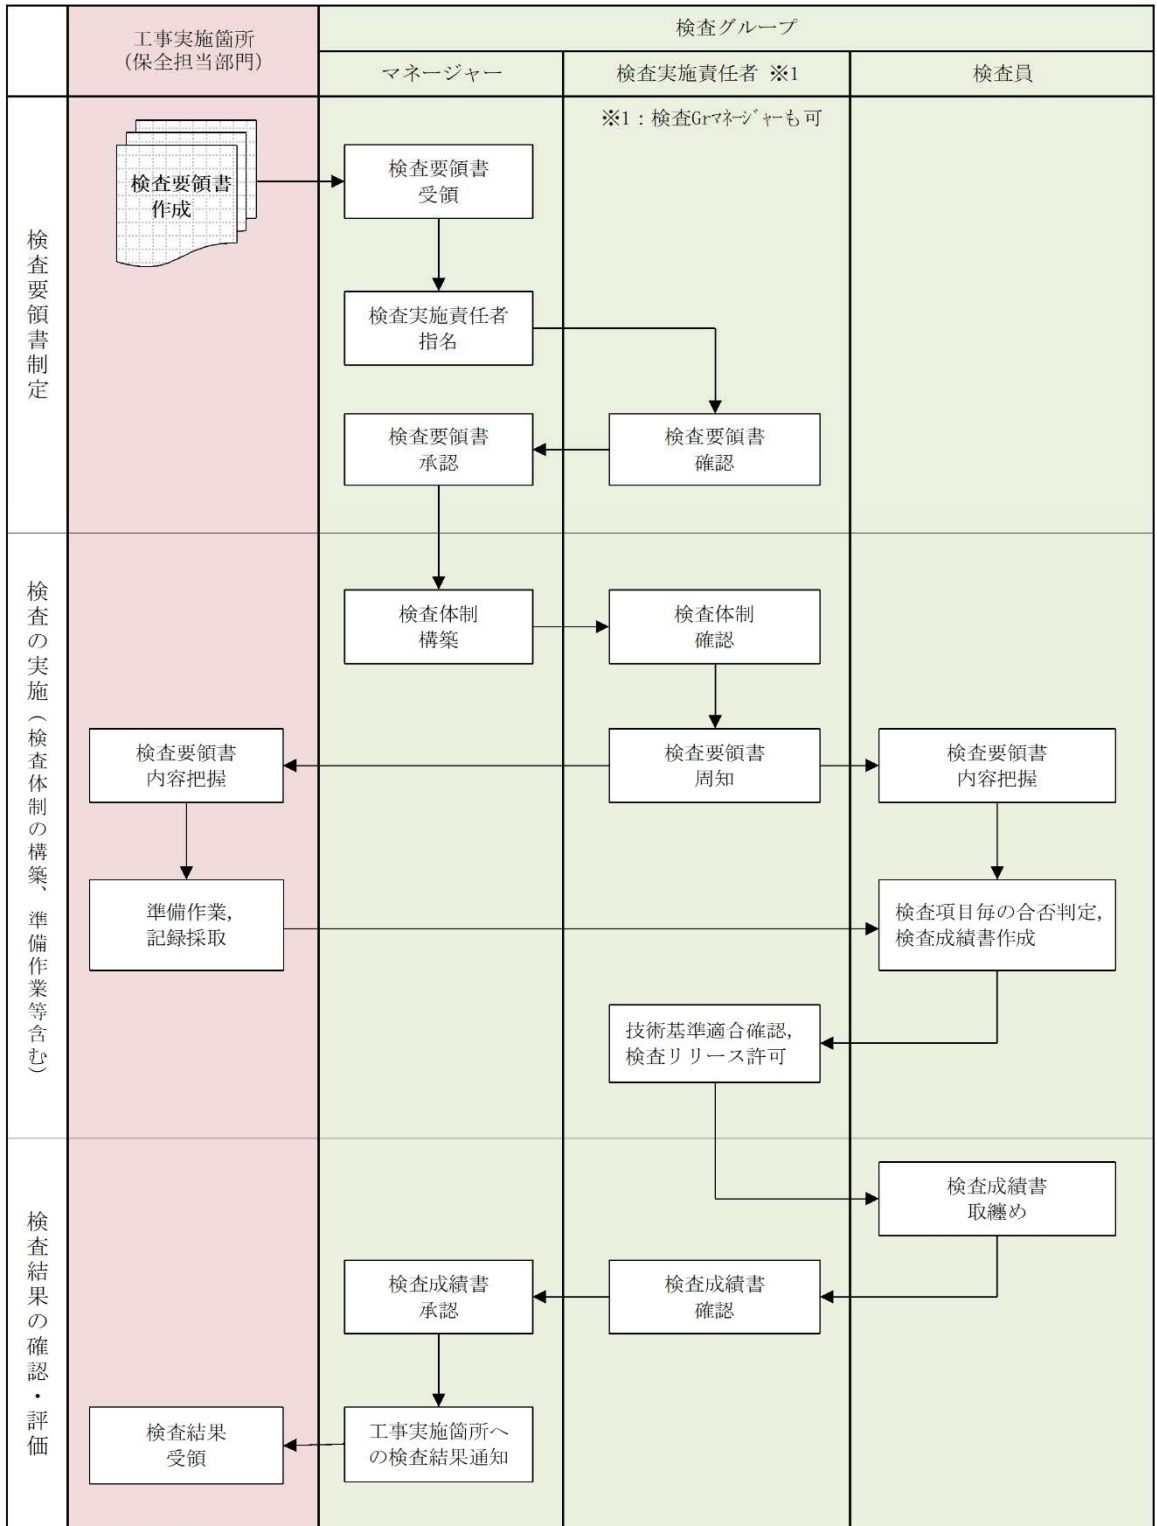 工事実施箇所
(保全担当部門)
検査グループ
マネージャー
検査実施責任者 ※1
検査員
検査要領書制定
※1：検査Grﾏﾈｰｼﾞｬｰも可
検査要領書
作成
検査要領書
受領
検査実施責任者
指名
検査要領書
承認
検査要領書
確認
検査の実施(検査体制の構築、準備作業等含む)
検査体制
構築
検査体制
確認
検査要領書
内容把握
検査要領書
周知
検査要領書
内容把握
準備作業,
記録採取
検査項目毎の合否判定,
検査成績書作成
技術基準適合確認,
検査リリース許可
検査結果の確認・評価
検査成績書
取纏め
検査成績書
承認
検査成績書
確認
検査結果
受領
工事実施箇所へ
の検査結果通知